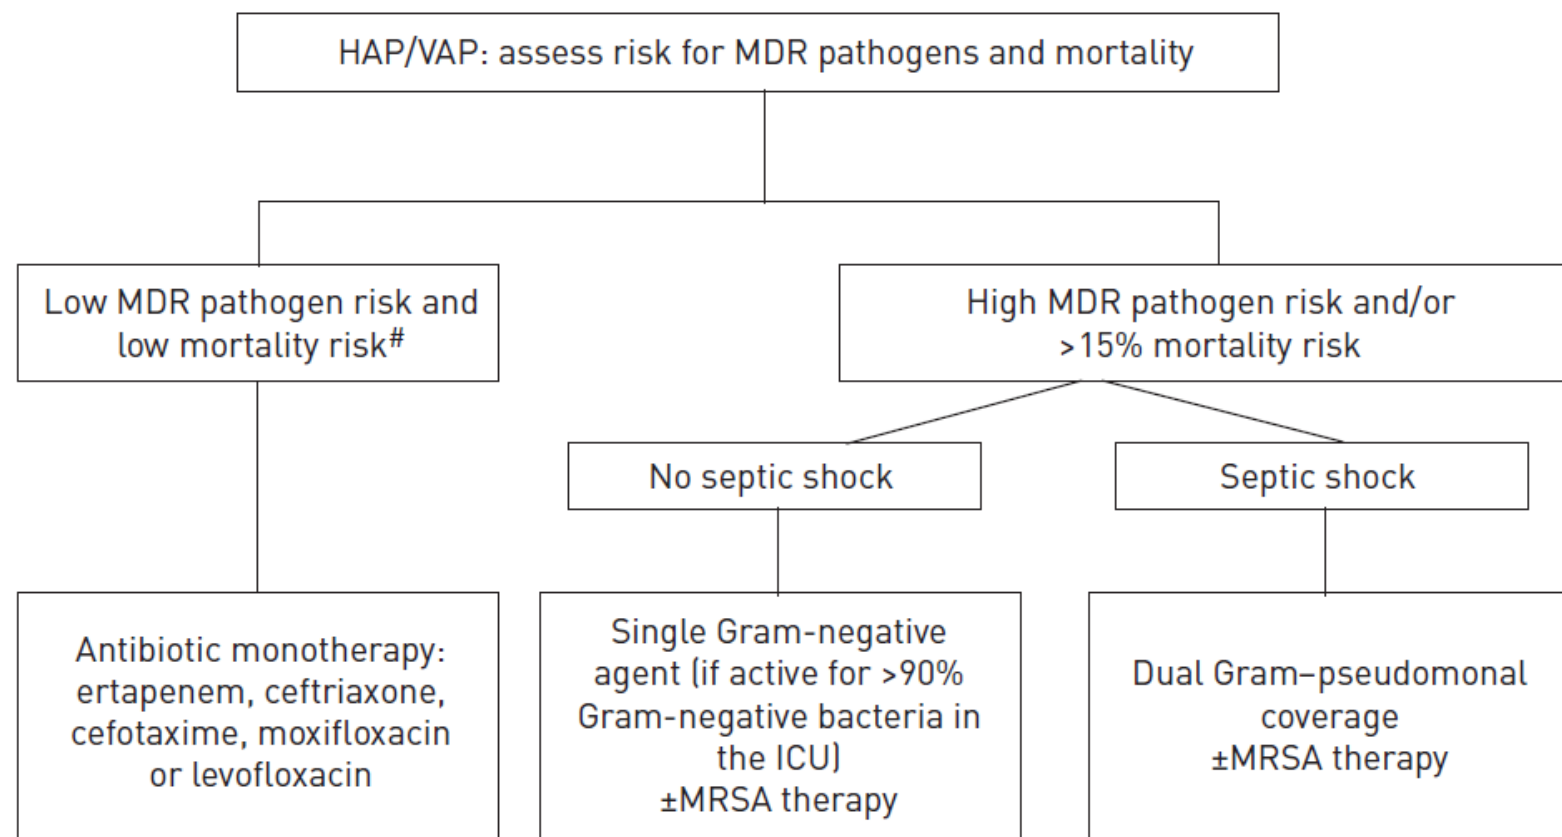 HAP/VAP: assess risk for MDR pathogens and mortality
Low MDR pathogen risk and
low mortality risk#
High MDR pathogen risk and/or
>15% mortality risk
No septic shock
Septic shock
Antibiotic monotherapy:
ertapenem, ceftriaxone,
cefotaxime, moxifloxacin
or levofloxacin
Single Gram-negative
agent (if active for >90%
Gram-negative bacteria in
the ICU)
±MRSA therapy
Dual Gram–pseudomonal
coverage
±MRSA therapy